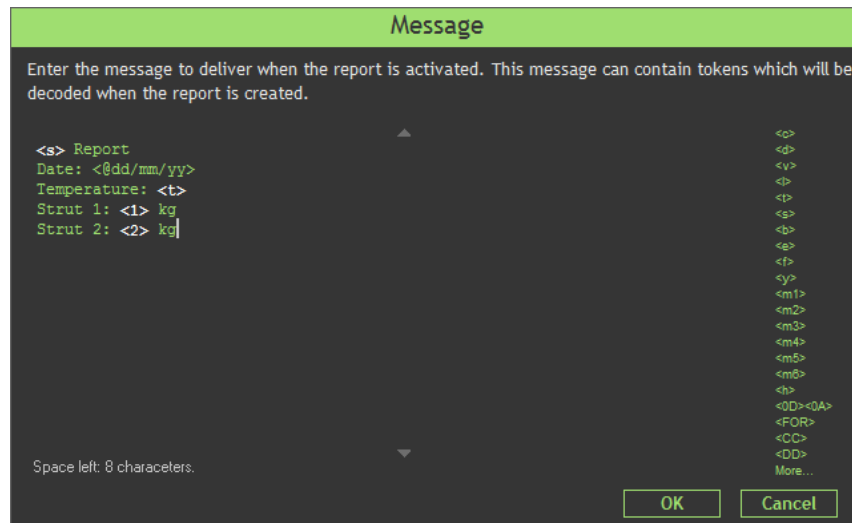 Message
Enter the message to deliver when the report is activated. This message can contain tokens which will be
decoded when the report is created.
<s> Report
Date: <@dd/mm/yy>
Temperature: <t>
Strut 1: <1> kg
Strut 2: <2> kg
<c>
<d>
<v>
<l>
<t>
<s>
<b>
<e>
<f>
<y>
<m1>
<m2>
<m3>
<m4>
<m5>
<m6>
<h>
<0D><0A>
<FOR>
<CC>
<DD>
More...
Space left: 8 characeters.
OK Cancel